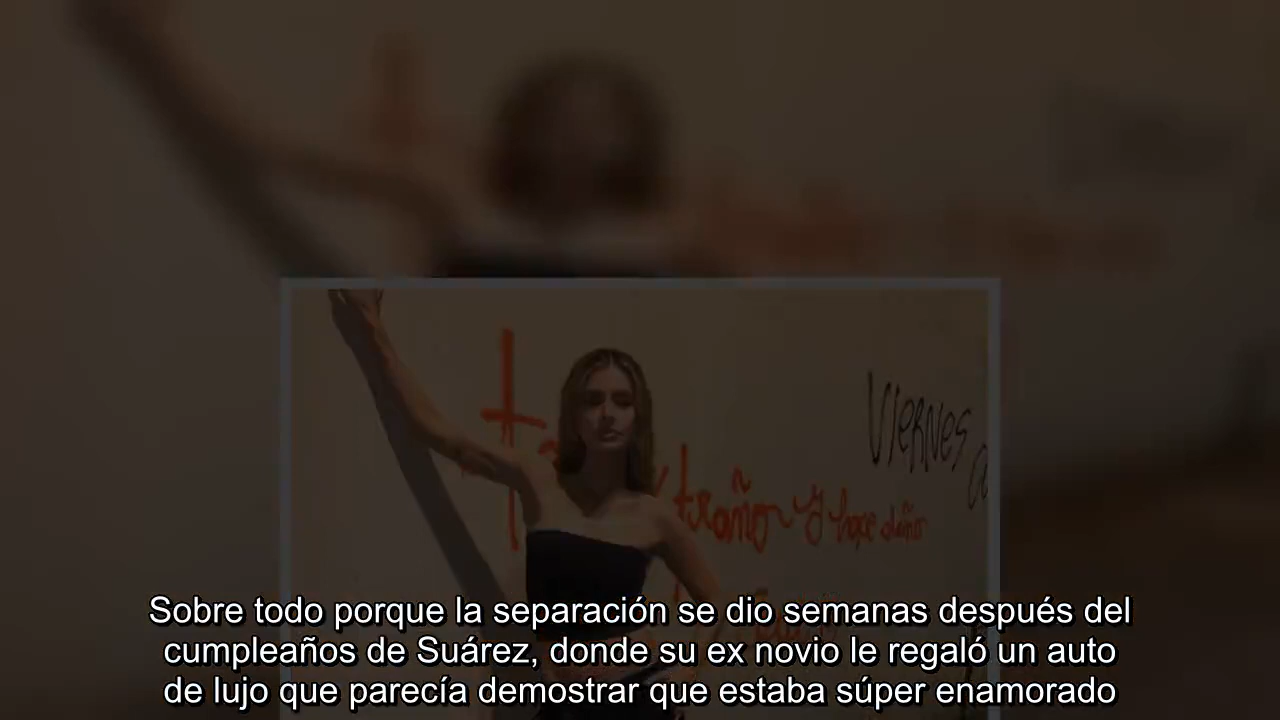 VIERNES
traño y hace daño
Sobre todo porque la separación se dio semanas después del
cumpleaños de Suárez, donde su ex novio le regaló un auto
de lujo que parecía demostrar que estaba súper enamorado